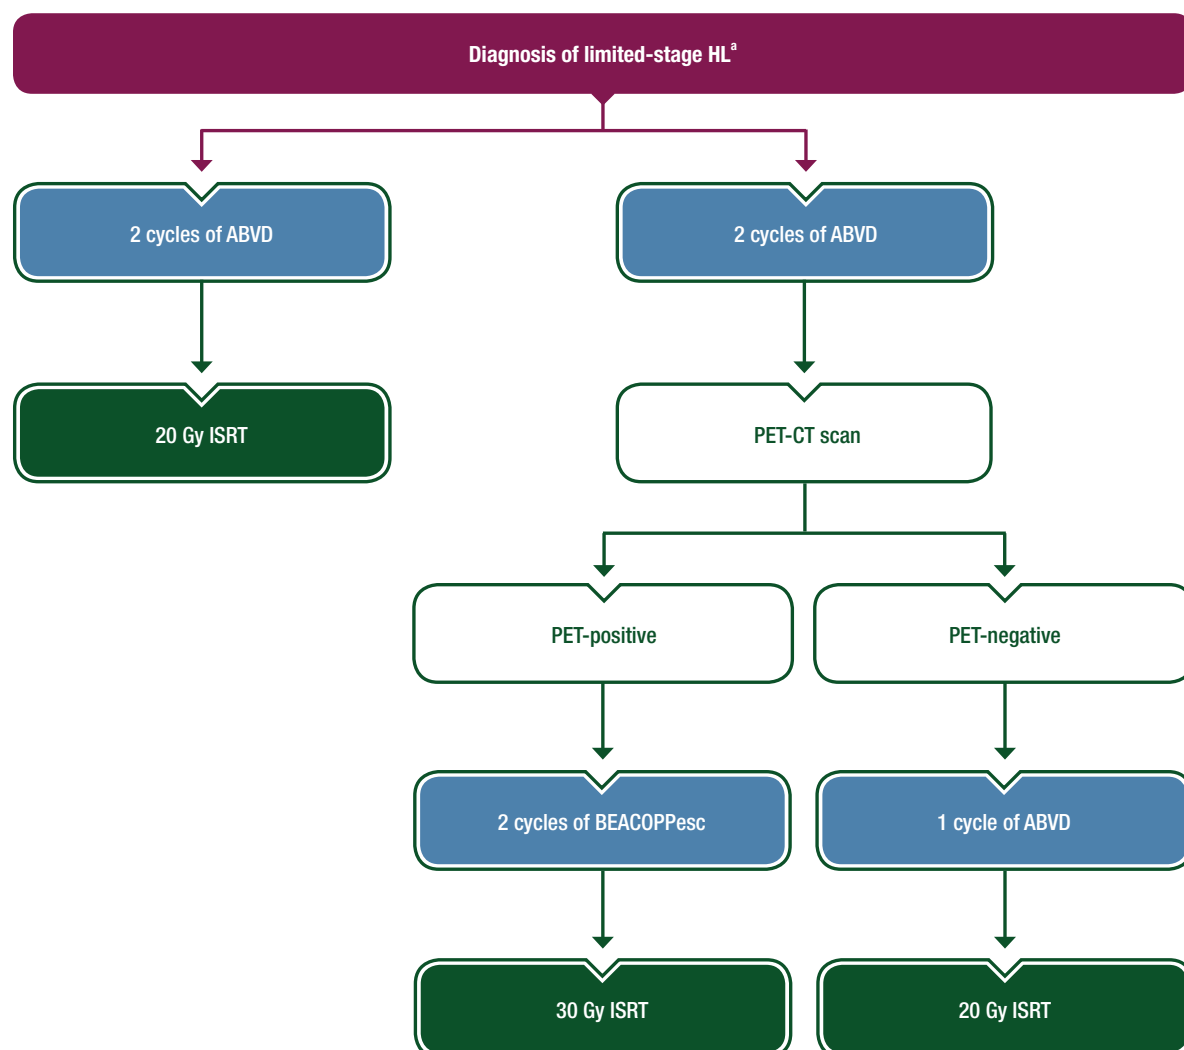 Diagnosis of limited-stage HLa
2 cycles of ABVD
2 cycles of ABVD
20 Gy ISRT
PET-CT scan
PET-positive
PET-negative
2 cycles of BEACOPPesc
1 cycle of ABVD
30 Gy ISRT
20 Gy ISRT